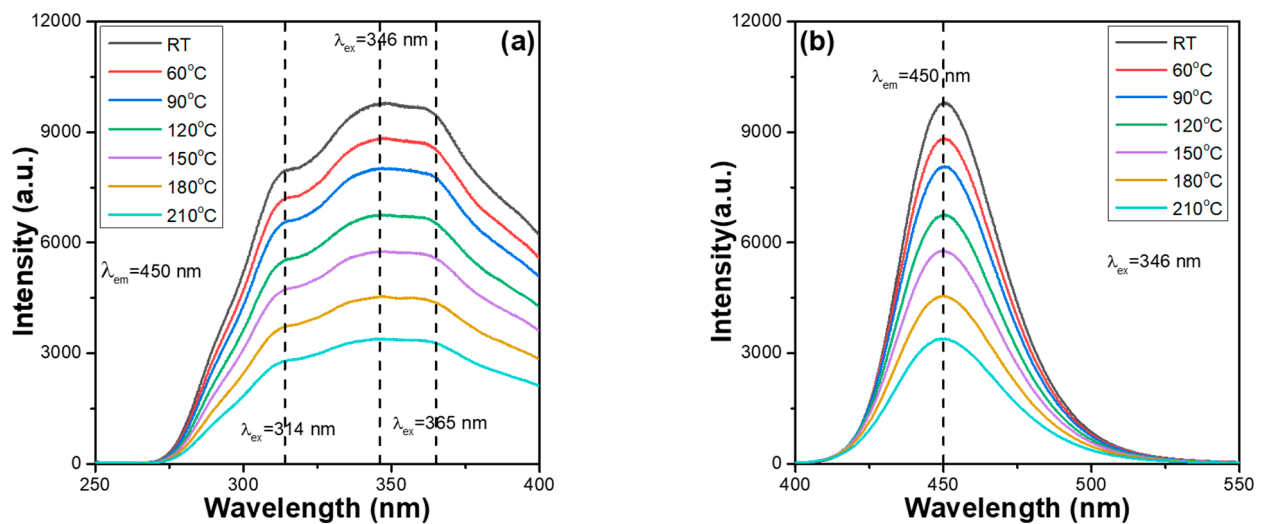 12000
9000
6000
3000
0
Intensity (a.u.)
RT
60°C
90°C
120°C
150°C
180°C
210°C
λem=450 nm
λex=346 nm
(a)
λex=314 nm
λex=365 nm
250
300
350
400
Wavelength (nm)
12000
9000
6000
3000
0
Intensity(a.u.)
(b)
λem=450 nm
RT
60°C
90°C
120°C
150°C
180°C
210°C
λex=346 nm
400
450
500
550
Wavelength (nm)